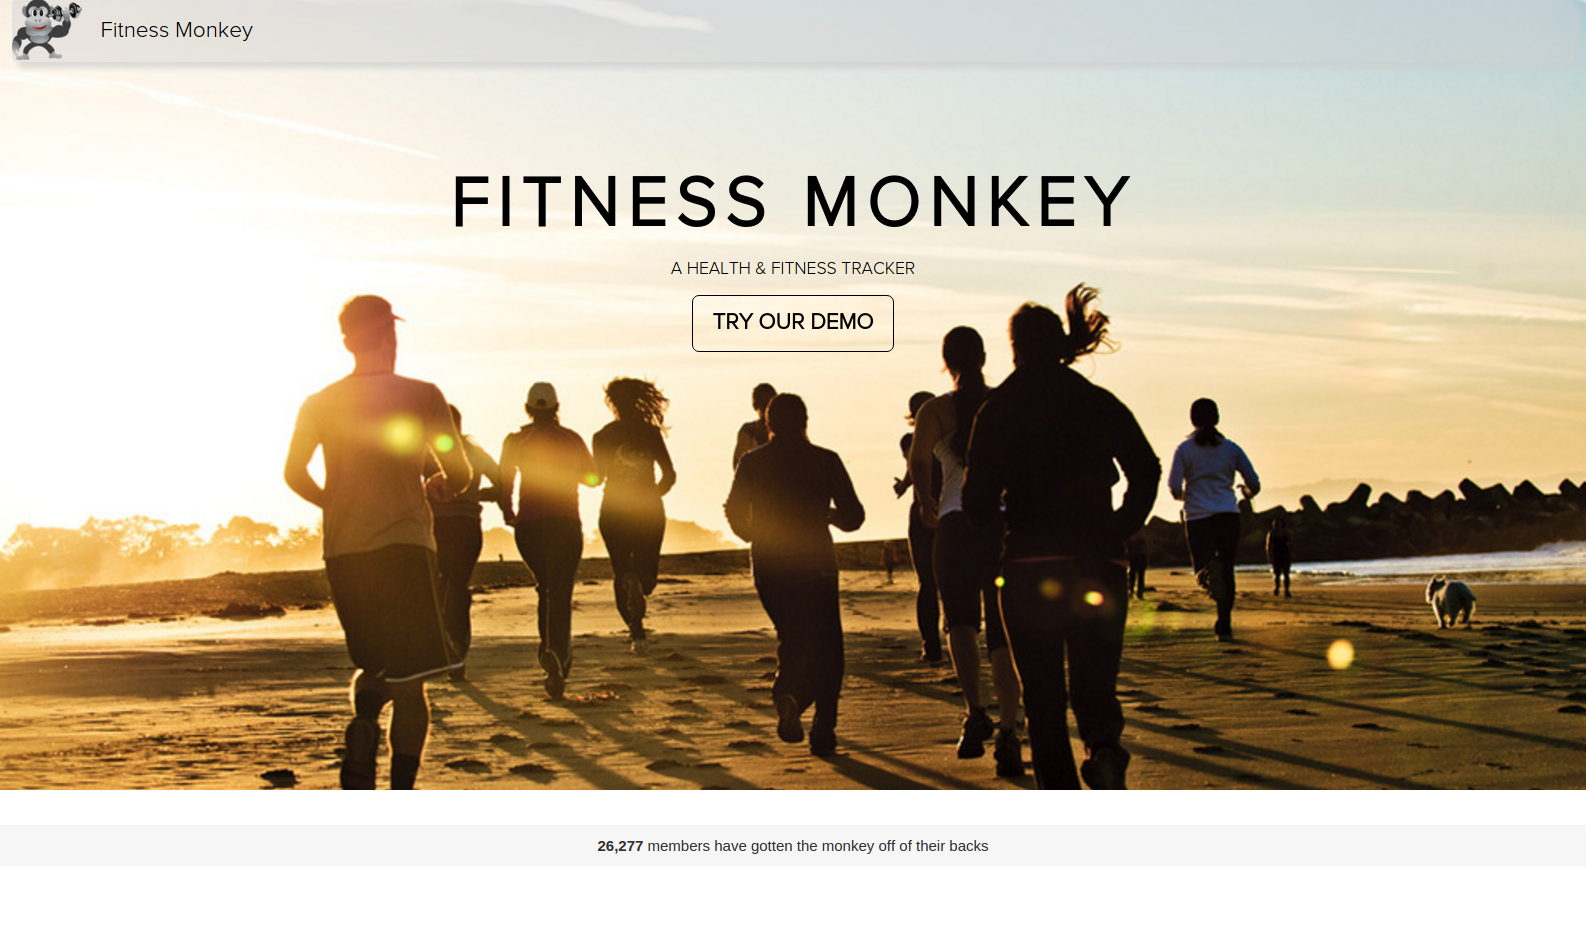 Fitness Monkey
FITNESS MONKEY
A HEALTH & FITNESS TRACKER
TRY OUR DEMO
26,277 members have gotten the monkey off of their backs